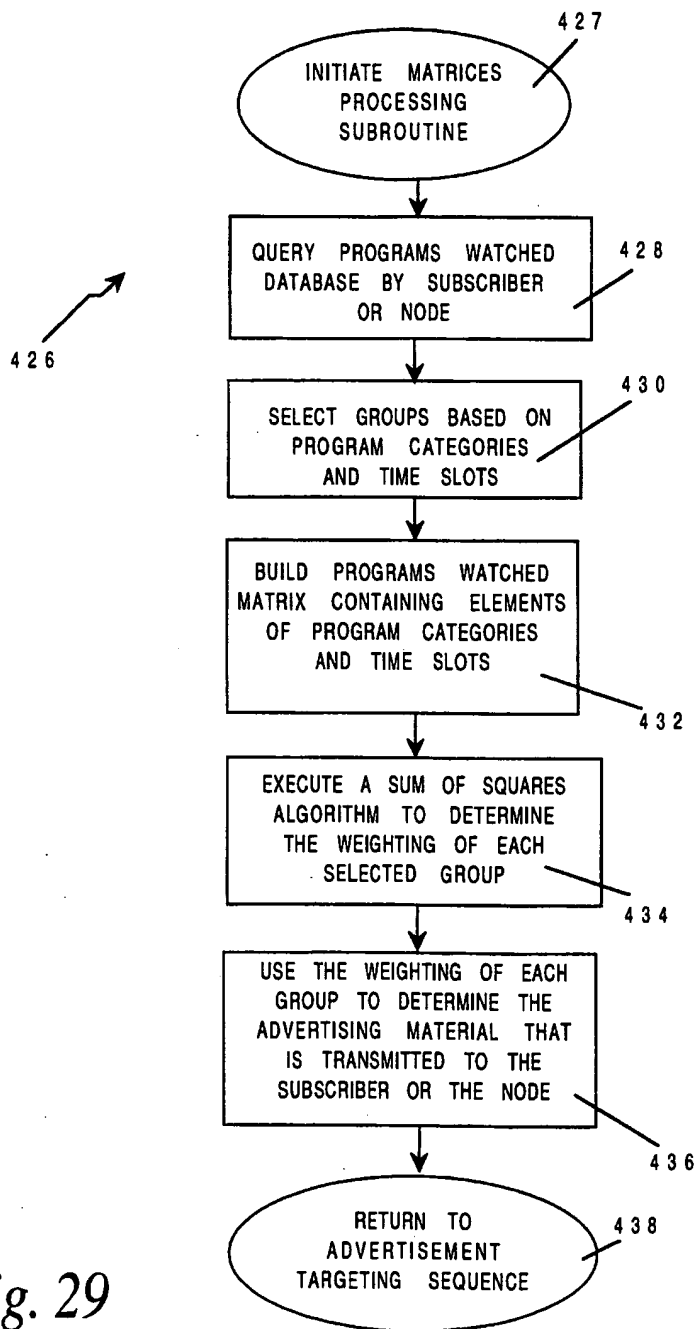 427
INITIATE MATRICES
PROCESSING
SUBROUTINE
QUERY PROGRAMS WATCHED
DATABASE BY SUBSCRIBER
OR NODE
428
426
SELECT GROUPS BASED ON
PROGRAM CATEGORIES
AND TIME SLOTS
430
BUILD PROGRAMS WATCHED
MATRIX CONTAINING ELEMENTS
OF PROGRAM CATEGORIES
AND TIME SLOTS
432
EXECUTE A SUM OF SQUARES
ALGORITHM TO DETERMINE
THE WEIGHTING OF EACH
SELECTED GROUP
434
USE THE WEIGHTING OF EACH
GROUP TO DETERMINE THE
ADVERTISING MATERIAL THAT
IS TRANSMITTED TO THE
SUBSCRIBER OR THE NODE
436
RETURN TO
ADVERTISEMENT
TARGETING SEQUENCE
438
g. 29